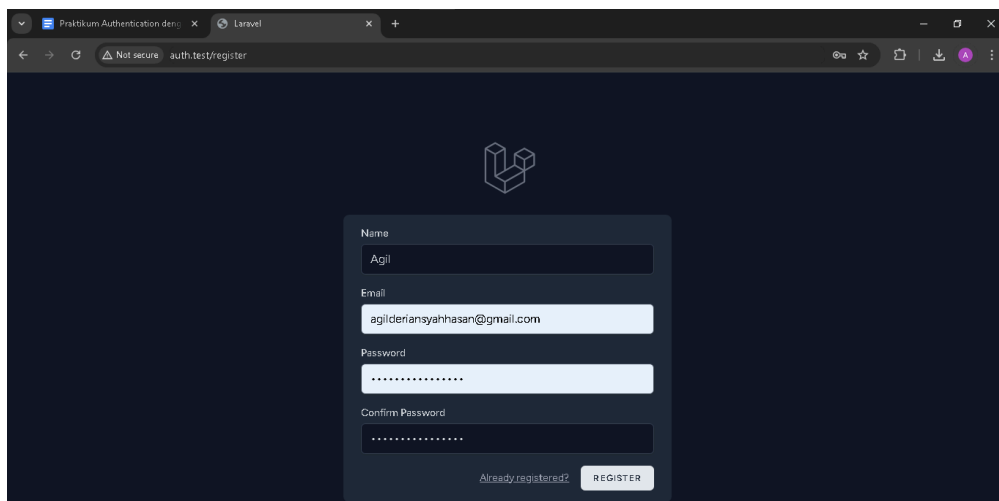 Praktikum Authentication deng
Laravel
Not secure
auth.test/register
A
Name
Agil
Email
agilderiansyahhasan@gmail.com
Password
Confirm Password
Already registered?
REGISTER